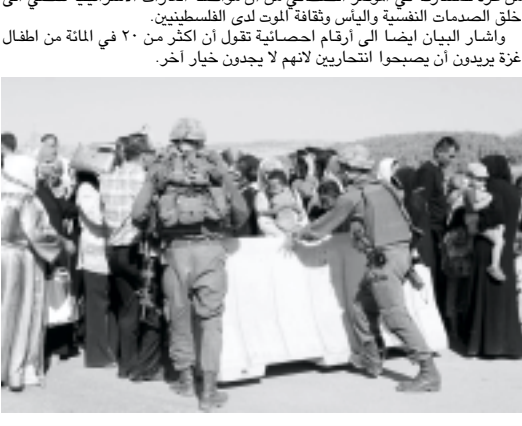 خلق الصدمات النفسية واليأس وثقافة الموت لدى الفلسطينيين.
واشار البيان ايضا الى أرقام احصائية تقول أن اكثر من ٢٠ في المائة من اطفال
غزة يريدون أن يصبحوا انتحاريين لانهم لا يجدون خيار آخر.